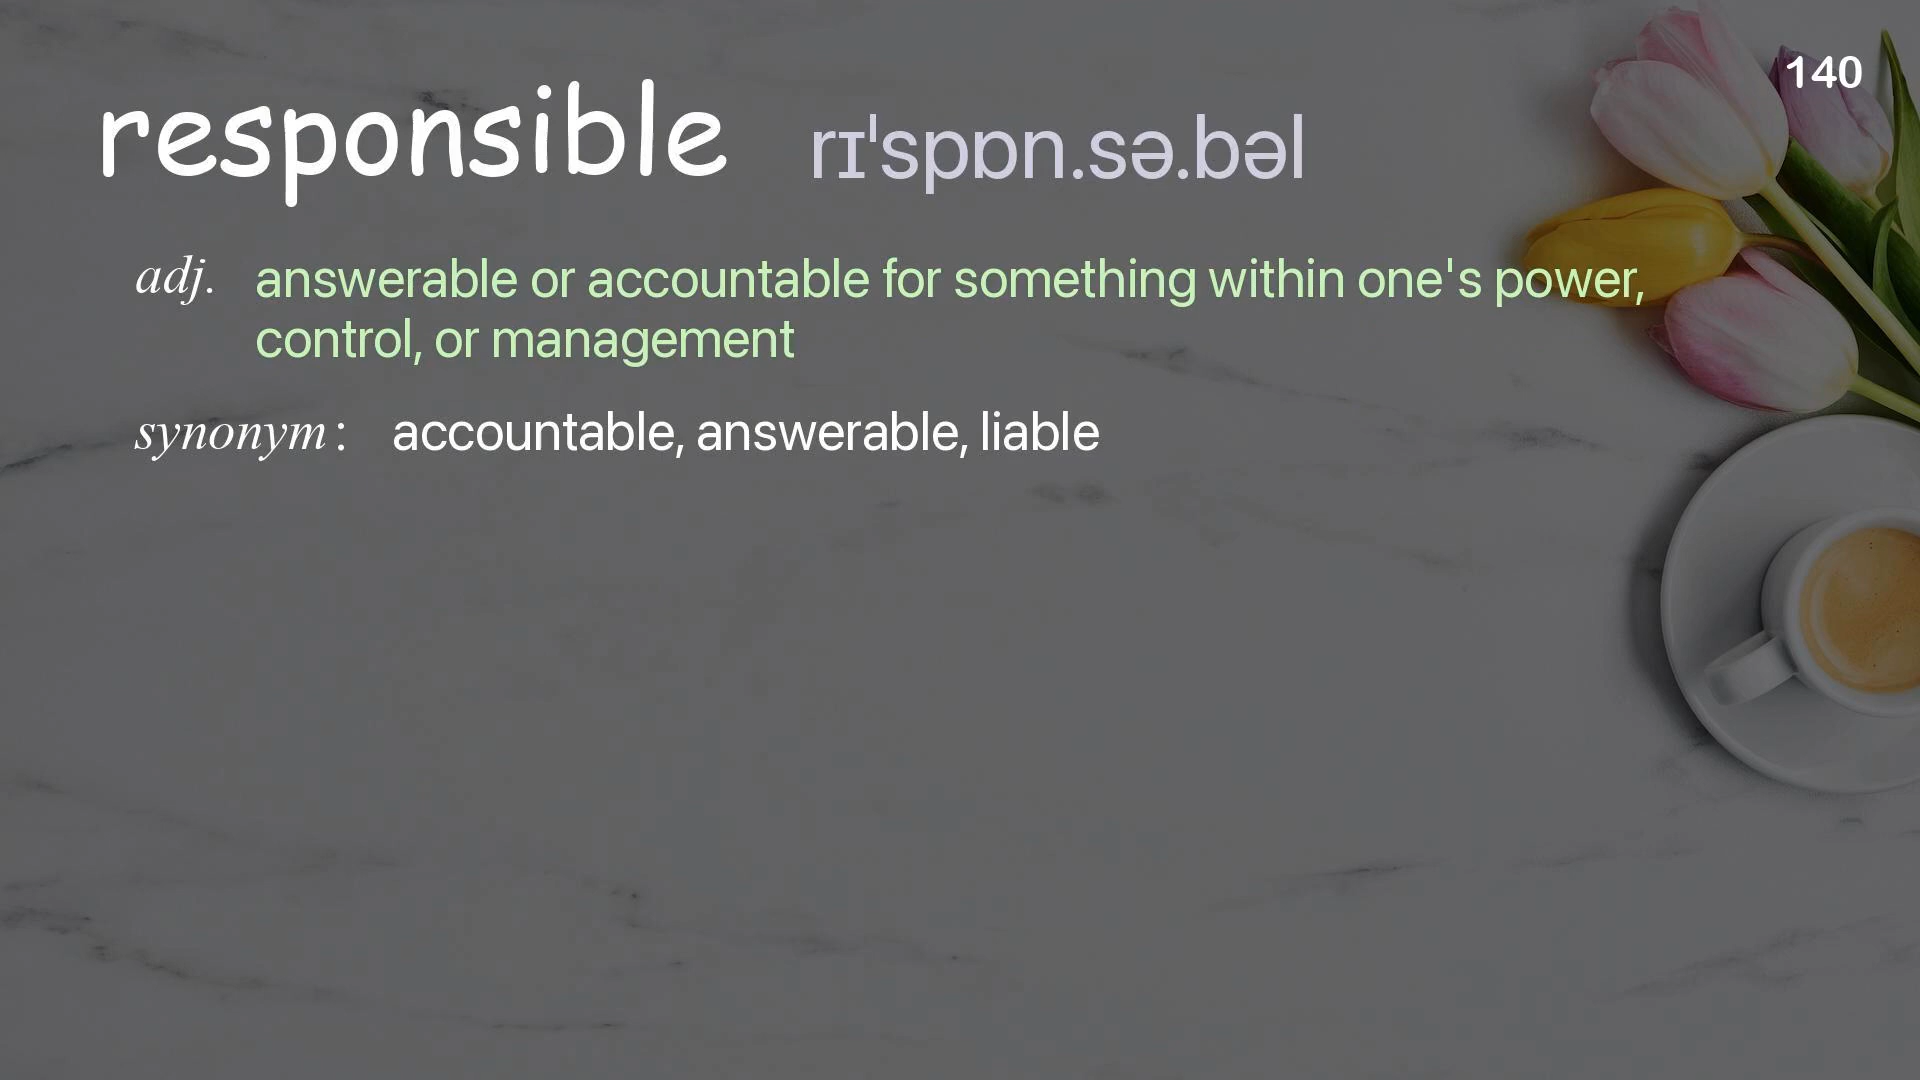 140
responsible rɪˈspɒn.sə.bəl
adj. answerable or accountable for something within one's power,
control, or management
synonym: accountable, answerable, liable